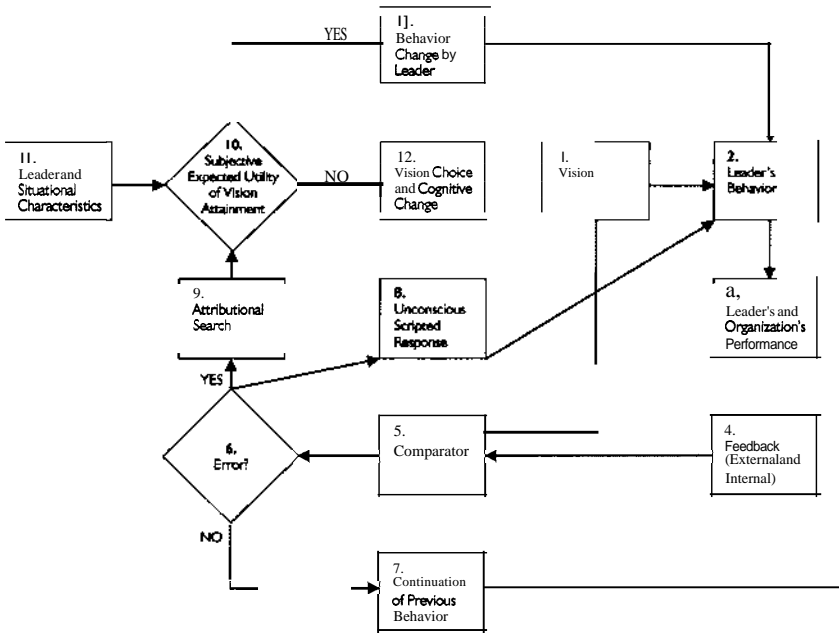 YES
1].
Behavior
Change by
Leader
11.
Leaderand
Situational
Characteristics
10.
Subjective
Expected Utility
of Vision
Attainment
NO
12.
Vision Choice
and Cognitive
Change
1.
Vision
2.
Leader's
Behavior
9.
Attributional
Search
8.
Unconscious
Scripted
Response
a,
Leader's and
Organization's
Performance
YES
6.
Error?
5.
Comparator
4.
Feedback
(Externaland
Internal)
NO
7.
Continuation
of Previous
Behavior